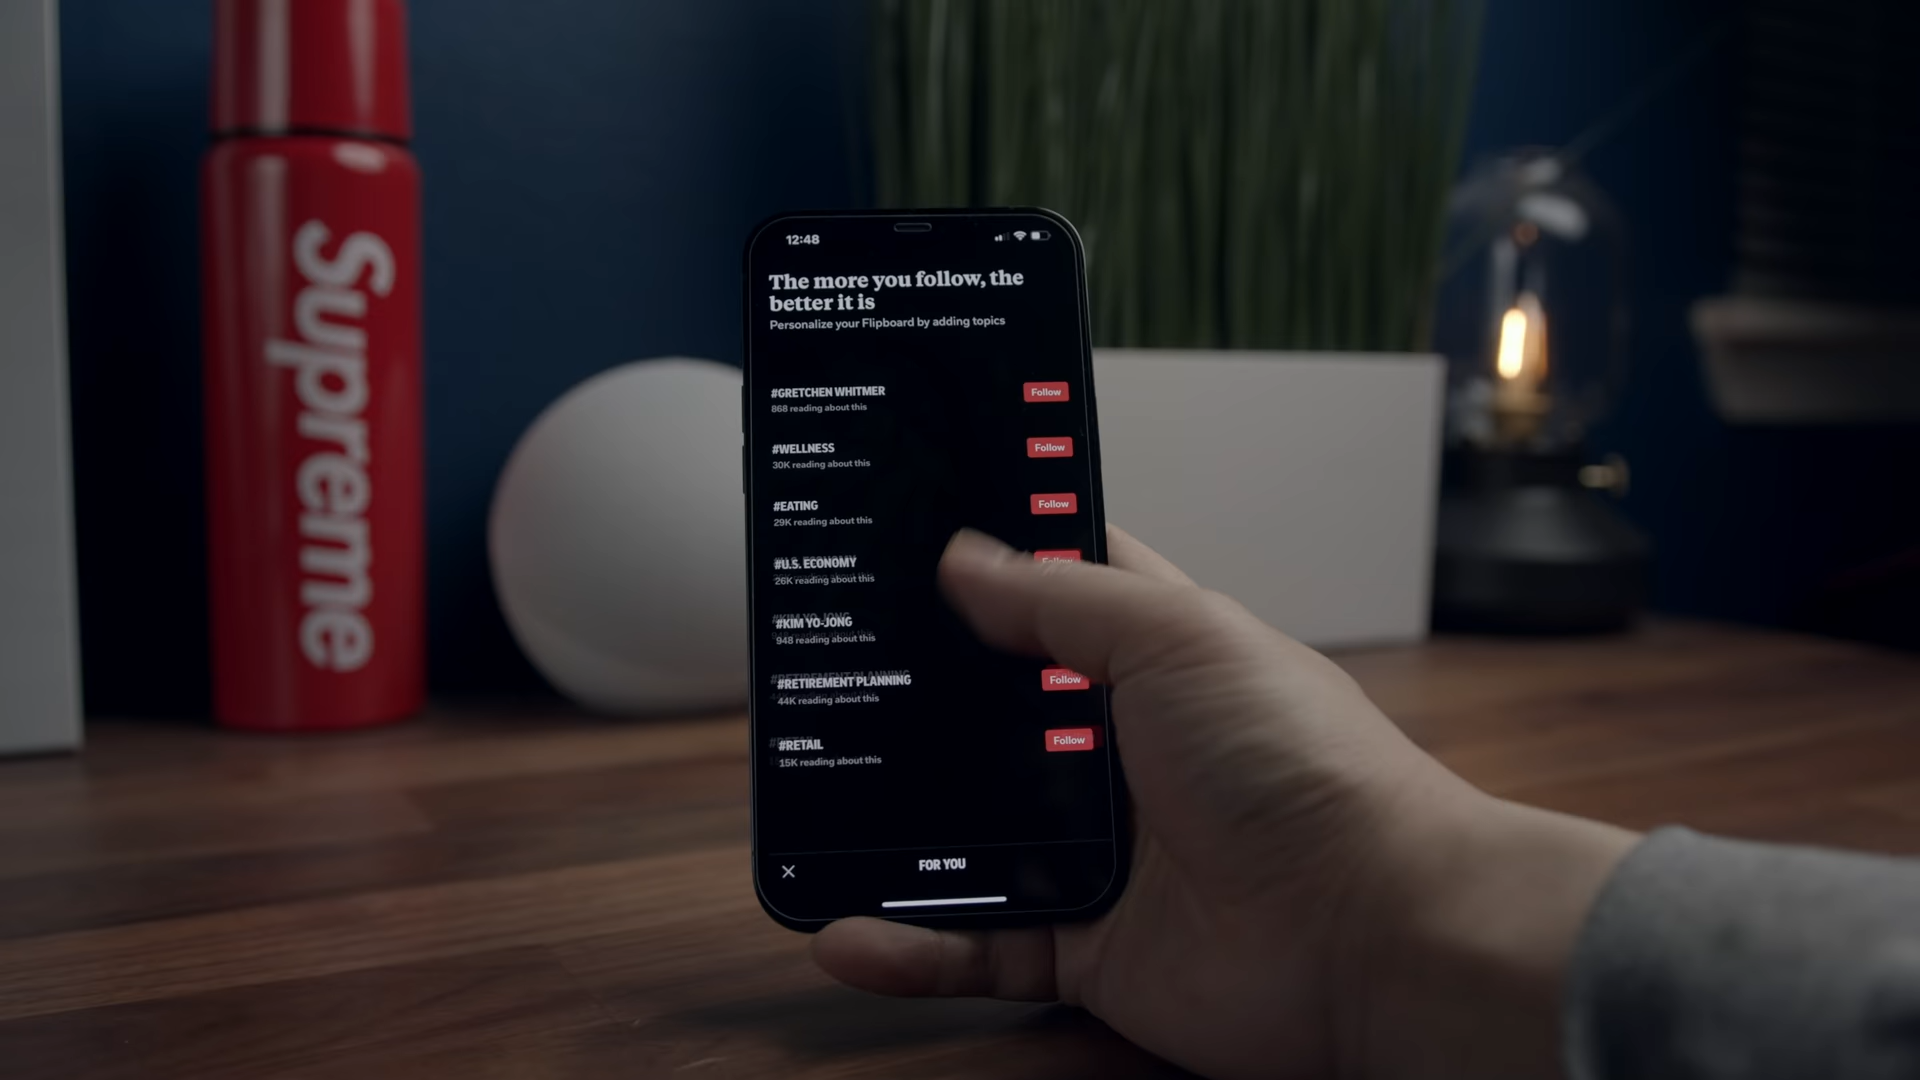 Supreme
12:48
The more you follow, the
better it is
Personalize your Flipboard by adding topics
#GRETCHEN WHITMER
Follow
868 reading about this
#WELLNESS
Follow
30K reading about this
#EATING
Follow
29K reading about this
#U.S. ECONOMY
Follow
26K reading about this
#KIM YO-JONG
948 reading about this
#RETIREMENT PLANNING
Follow
44K reading about this
#RETAIL
Follow
15K reading about this
FOR YOU